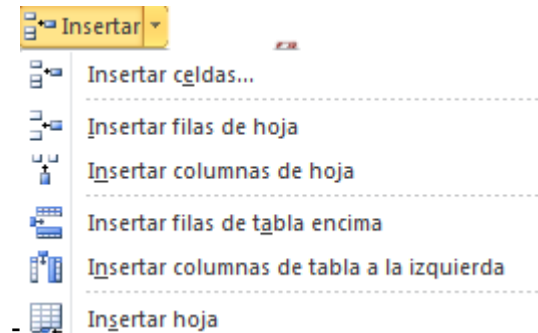 Insertar
Insertar celdas...
Insertar filas de hoja
Insertar columnas de hoja
Insertar filas de tabla encima
Insertar columnas de tabla a la izquierda
- Insertar hoja